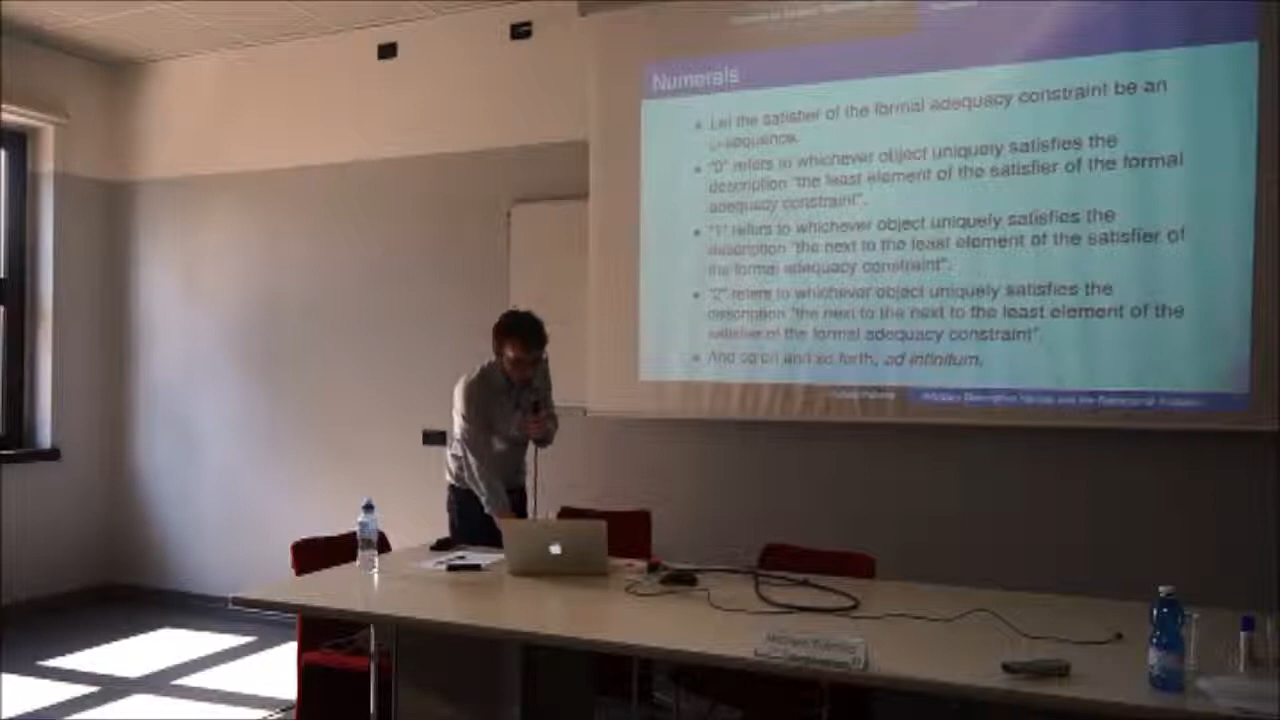 Numerals
Let the satisfier of the formal adequacy constraint be an
ω-sequence.
"0" refers to whichever object uniquely satisfies the
description "the least element of the satisfier of the formal
adequacy constraint".
"1" refers to whichever object uniquely satisfies the
description "the next to the least element of the satisfier of
the formal adequacy constraint".
"2" refers to whichever object uniquely satisfies the
description "the next to the next to the least element of the
satisfier of the formal adequacy constraint".
And so on and so forth, ad infinitum.